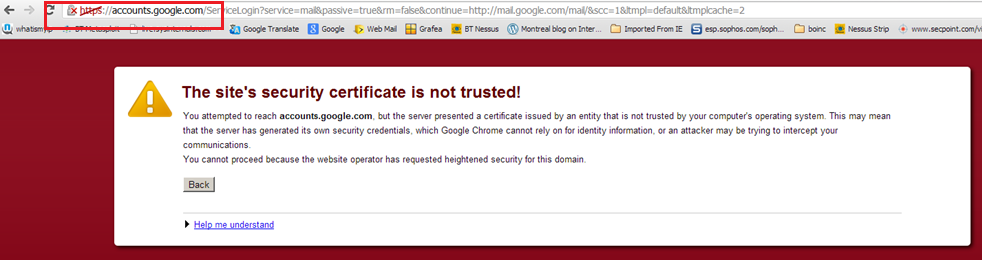 https://accounts.google.com/ServiceLogin?service=mail&passive=true&rm=false&continue=http://mail.google.com/mail/&scc=1&ltmpl=default&ltmplcache=2
whatismyip BT Metasploit Google Translate Google Web Mail Grafea BT Nessus Montreal blog on Inter... Imported From IE esp.sophos.com/soph... boinc Nessus Strip www.secpoint.com/vi
The site's security certificate is not trusted!
You attempted to reach accounts.google.com, but the server presented a certificate issued by an entity that is not trusted by your computer's operating system. This may mean
that the server has generated its own security credentials, which Google Chrome cannot rely on for identity information, or an attacker may be trying to intercept your
communications.
You cannot proceed because the website operator has requested heightened security for this domain.
Back
Help me understand